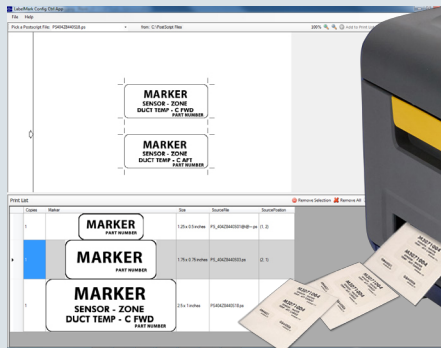 LabelMark Config Ctrl App
File Help
Pick a Postscript File:
from: C:\PostScript Files\
100%
Add to Print List
MARKER
SENSOR - ZONE
DUCT TEMP - C FWD
PART NUMBER
MARKER
SENSOR - ZONE
DUCT TEMP - C AFT
PART NUMBER
Print List
Remove Selection Remove All
Copies Marker Size SourceFile SourcePosition
1 MARKER
PART NUMBER
1.25 x 0.5 inches (1, 2)
MARKER
PART NUMBER
1.75 x 0.75 inches (2, 1)
1 MARKER
SENSOR - ZONE
DUCT TEMP - C FWD
PART NUMBER
2.5 x 1 inches